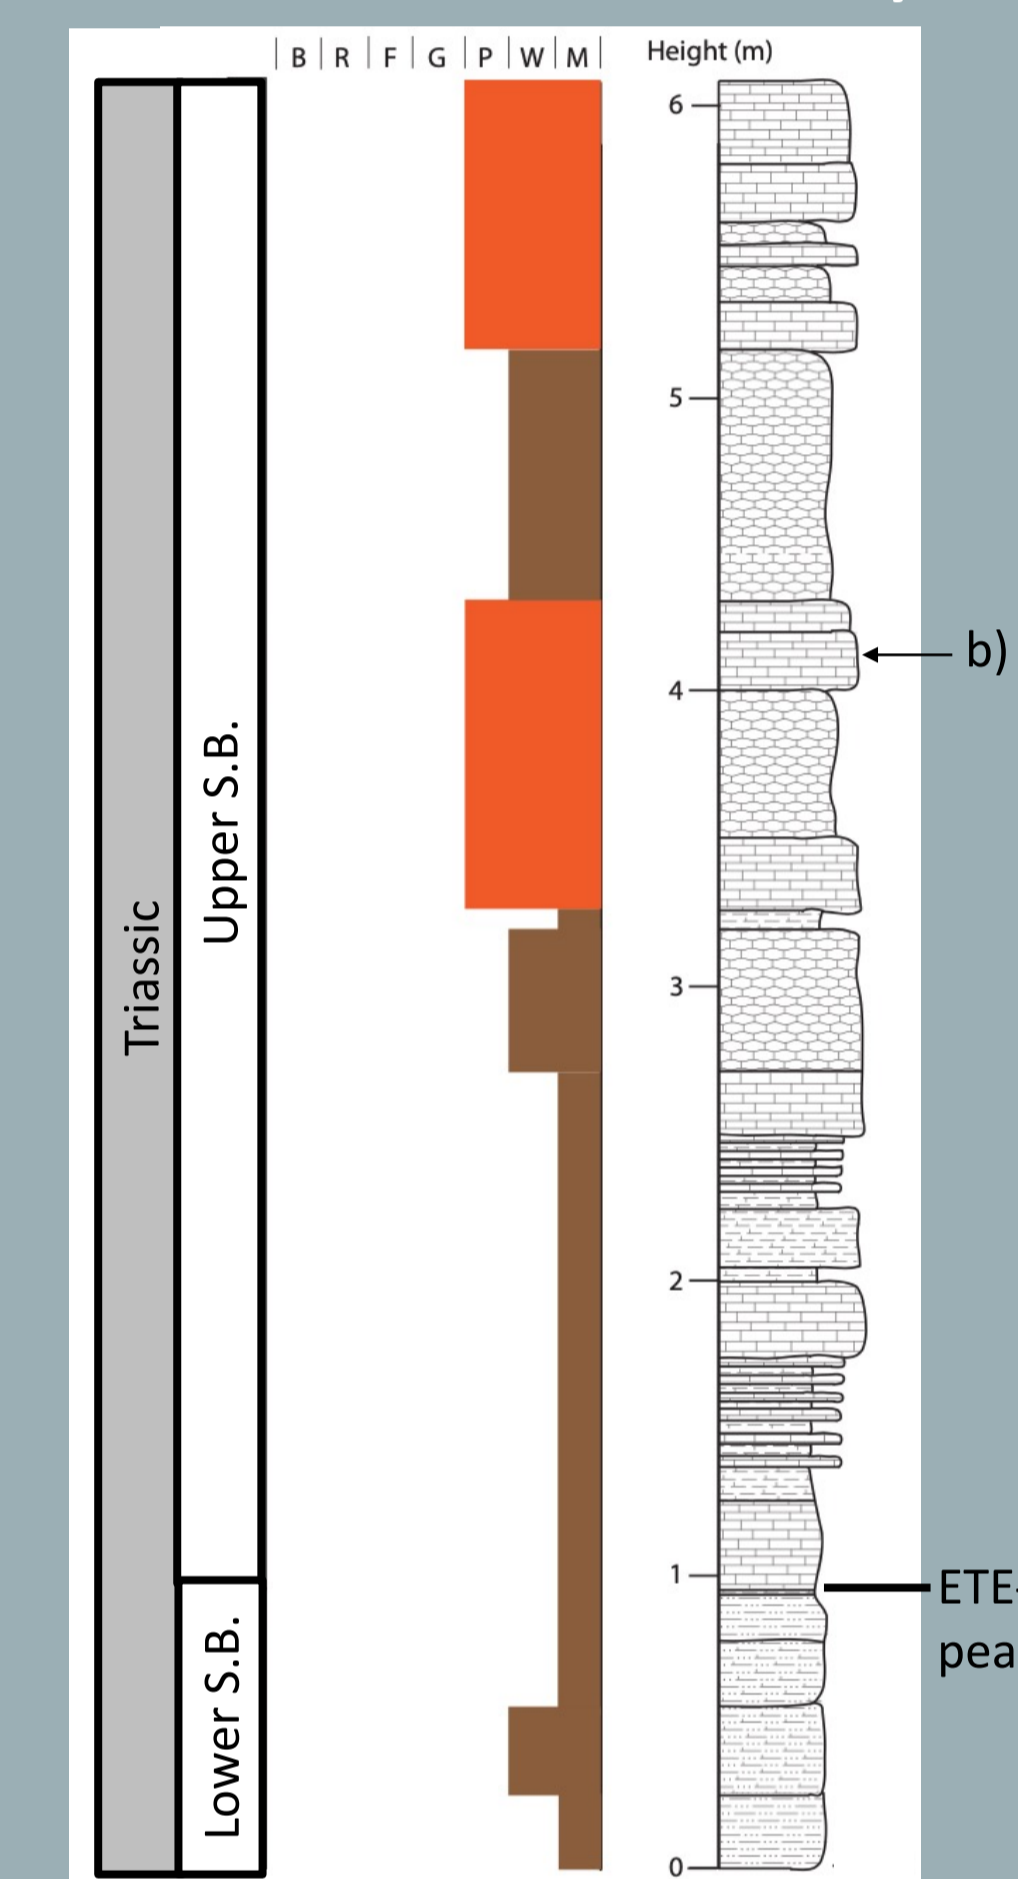 B R F G P W M
Height (m)
6
5
4
3
2
1
0
Triassic
Upper S.B.
Lower S.B.
b)
ETE-
pea